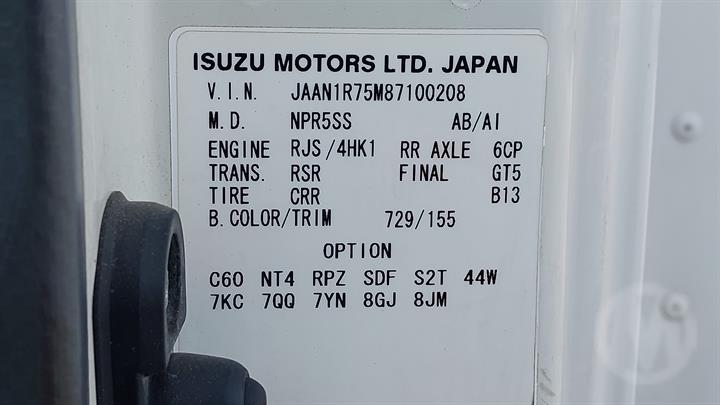 ISUZU MOTORS LTD. JAPAN
V.I.N. JAAN1R75M87100208
M.D. NPR5SS AB/AI
ENGINE RJS/4HK1 RR AXLE 6CP
TRANS. RSR FINAL GT5
TIRE CRR B13
B.COLOR/TRIM 729/155
OPTION
C60 NT4 RPZ SDF S2T 44W
7KC 7QQ 7YN 8GJ 8JM